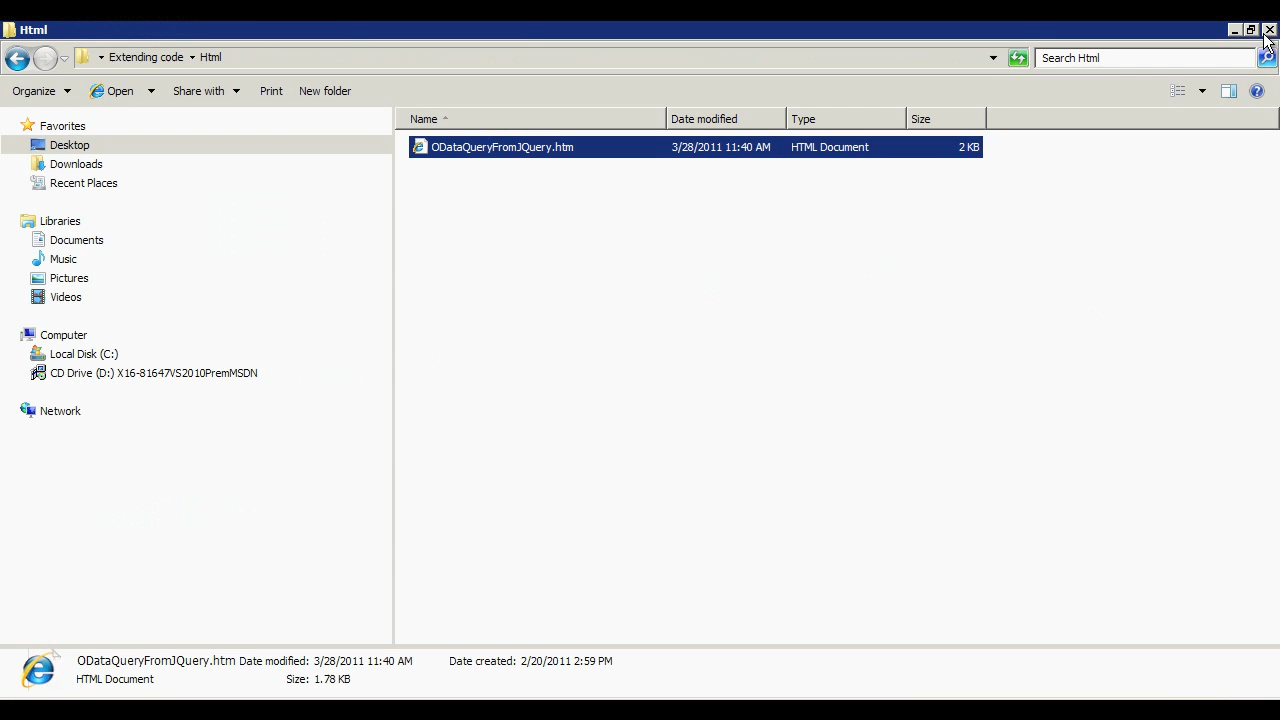 Html
Extending code Html
Search Html
Organize Open Share with Print New folder
Favorites
Desktop
Downloads
Recent Places
Libraries
Documents
Music
Pictures
Videos
Computer
Local Disk (C:)
CD Drive (D:) X16-81647VS2010PremMSDN
Network
Name Date modified Type Size
ODataQueryFromJQuery.htm 3/28/2011 11:40 AM HTML Document 2 KB
ODataQueryFromJQuery.htm Date modified: 3/28/2011 11:40 AM Date created: 2/20/2011 2:59 PM
HTML Document Size: 1.78 KB